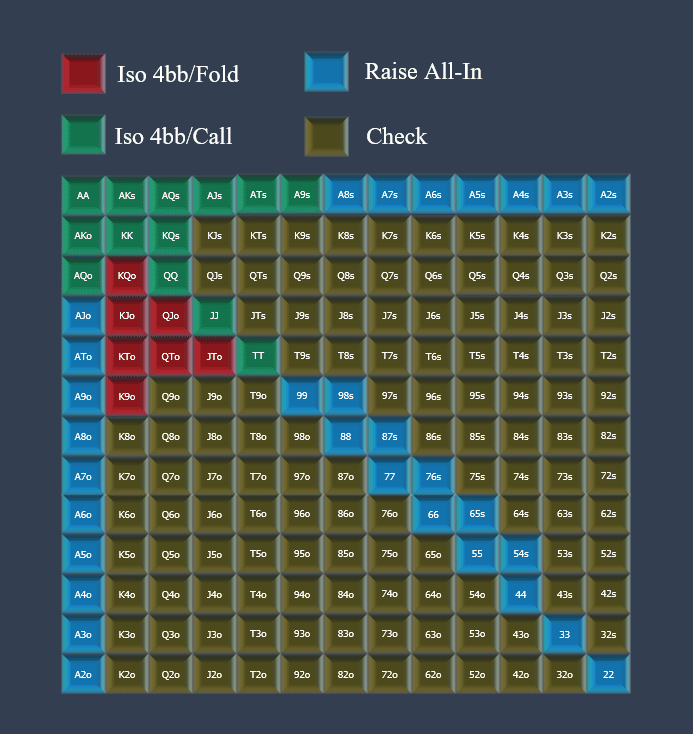 Iso 4bb/Fold Raise All-In
Iso 4bb/Call Check
AA AKs AQs AJs ATs A9s A8s A7s A6s A5s A4s A3s A2s
AKo KK KQs KJs KTs K9s K8s K7s K6s K5s K4s K3s K2s
AQo KQo QQ QJs QTs Q9s Q8s Q7s Q6s Q5s Q4s Q3s Q2s
AJo KJo QJo JJ JTs J9s J8s J7s J6s J5s J4s J3s J2s
ATo KTo QTo JTo TT T9s T8s T7s T6s T5s T4s T3s T2s
A9o K9o Q9o J9o T9o 99 98s 97s 96s 95s 94s 93s 92s
A8o K8o Q8o J8o T8o 98o 88 87s 86s 85s 84s 83s 82s
A7o K7o Q7o J7o T7o 97o 87o 77 76s 75s 74s 73s 72s
A6o K6o Q6o J6o T6o 96o 86o 76o 66 65s 64s 63s 62s
A5o K5o Q5o J5o T5o 95o 85o 75o 65o 55 54s 53s 52s
A4o K4o Q4o J4o T4o 94o 84o 74o 64o 54o 44 43s 42s
A3o K3o Q3o J3o T3o 93o 83o 73o 63o 53o 43o 33 32s
A2o K2o Q2o J2o T2o 92o 82o 72o 62o 52o 42o 32o 22